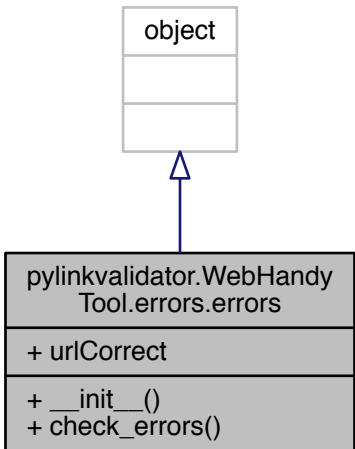 object
pylinkvalidator.WebHandy
Tool.errors.errors
+ urlCorrect
+ __init__()
+ check_errors()